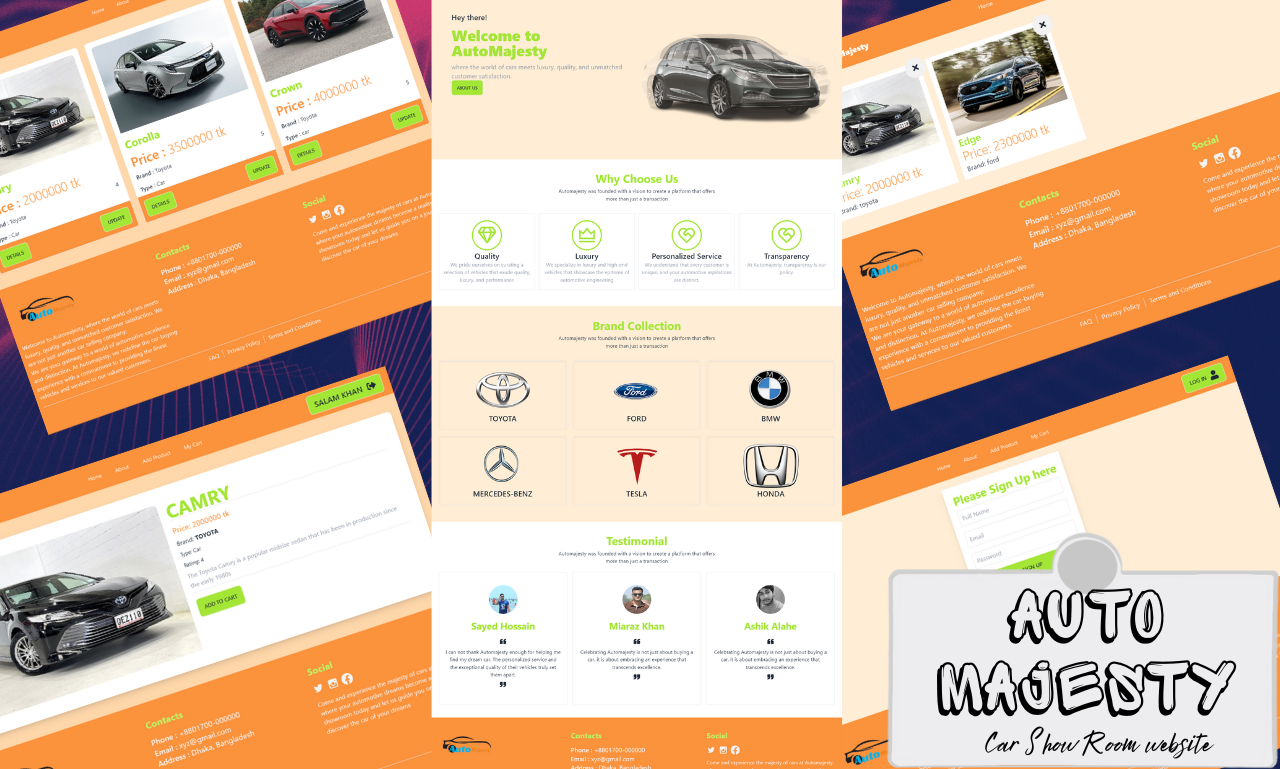 Home
About
Corolla
Price : 3500000 tk
Brand : Toyota
5
Type : Car
DETAILS
UPDATE
Crown
Price : 4000000 tk
Brand : Toyota
5
Type : car
DETAILS
UPDATE
2000000 tk
4
: Toyota
: Car
DETAILS
UPDATE
Contacts
Phone : +8801700-000000
Email : xyz@gmail.com
Address : Dhaka, Bangladesh
Social
Come and experience the majesty of cars at
where your automotive dreams become a
showroom today and let us guide you on a
discover the car of your dreams
Auto
Welcome to Automajesty, where the world of cars meets
luxury, quality, and unmatched customer satisfaction. We
are not just another car selling company;
We are your gateway to a world of automotive excellence
and distinction. At Automajesty, we redefine the car buying
experience with a commitment to providing the finest
vehicles and services to our valued customers.
FAQ
Privacy Policy
Terms and Conditions
SALAM KHAN
Home
About
Add Product
My Cart
CAMRY
Price: 2000000 tk
Brand: TOYOTA
Type: Car
Rating: 4
The Toyota Camry is a popular midsize sedan that has been in production since
the early 1980s
ADD TO CART
QEZ110
Contacts
Phone : +8801700-000000
Email : xyz@gmail.com
Address : Dhaka, Bangladesh
Social
Come and experience the majesty of cars
where your automotive dreams become
showroom today and let us guide you
discover the car of your dreams
Hey there!
Welcome to
AutoMajesty
where the world of cars meets luxury, quality, and unmatched
customer satisfaction.
ABOUT US
Why Choose Us
Automajesty was founded with a vision to create a platform that offers
more than just a transaction
Quality
We pride ourselves on curating a
selection of vehicles that exude quality,
luxury, and performance
Luxury
We specialize in luxury and high-end
vehicles that showcase the epitome of
automotive engineering
Personalized Service
We understand that every customer is
unique, and your automotive aspirations
are distinct.
Transparency
At Automajesty, transparency is our
policy.
Brand Collection
Automajesty was founded with a vision to create a platform that offers
more than just a transaction
TOYOTA
Ford
FORD
BMW
BMW
MERCEDES-BENZ
TESLA
HONDA
Testimonial
Automajesty was founded with a vision to create a platform that offers
more than just a transaction
Sayed Hossain
❝
I can not thank Automajesty enough for helping me
find my dream car. The personalized service and
the exceptional quality of their vehicles truly set
them apart.
❞
Miaraz Khan
❝
Celebrating Automajesty is not just about buying a
car, it is about embracing an experience that
transcends excellence.
❞
Ashik Alahe
❝
Celebrating Automajesty is not just about buying a
car, it is about embracing an experience that
transcends excellence.
❞
Auto
Contacts
Phone : +8801700-000000
Email : xyz@gmail.com
Address : Dhaka, Bangladesh
Social
Come and experience the majesty of cars at Automajesty,
Home
Majesty
Price: 2000000 tk
Brand: toyota
Edge
Price: 2300000 tk
Brand: ford
Contacts
Phone : +8801700-000000
Email : xyz@gmail.com
Address : Dhaka, Bangladesh
Social
Come and experience the
where your automotive
showroom today and let
discover the car of your
Auto
Welcome to Automajesty, where the world of cars meets
luxury, quality, and unmatched customer satisfaction. We
are not just another car selling company;
We are your gateway to a world of automotive excellence
and distinction. At Automajesty, we redefine the car buying
experience with a commitment to providing the finest
vehicles and services to our valued customers.
FAQ
Privacy Policy
Terms and Conditions
LOG IN
Home
About
Add Product
My Cart
Please Sign Up here
Full Name
Email
Password
SIGN UP
Auto
AUTO
MAJESTY
Car Show Room website